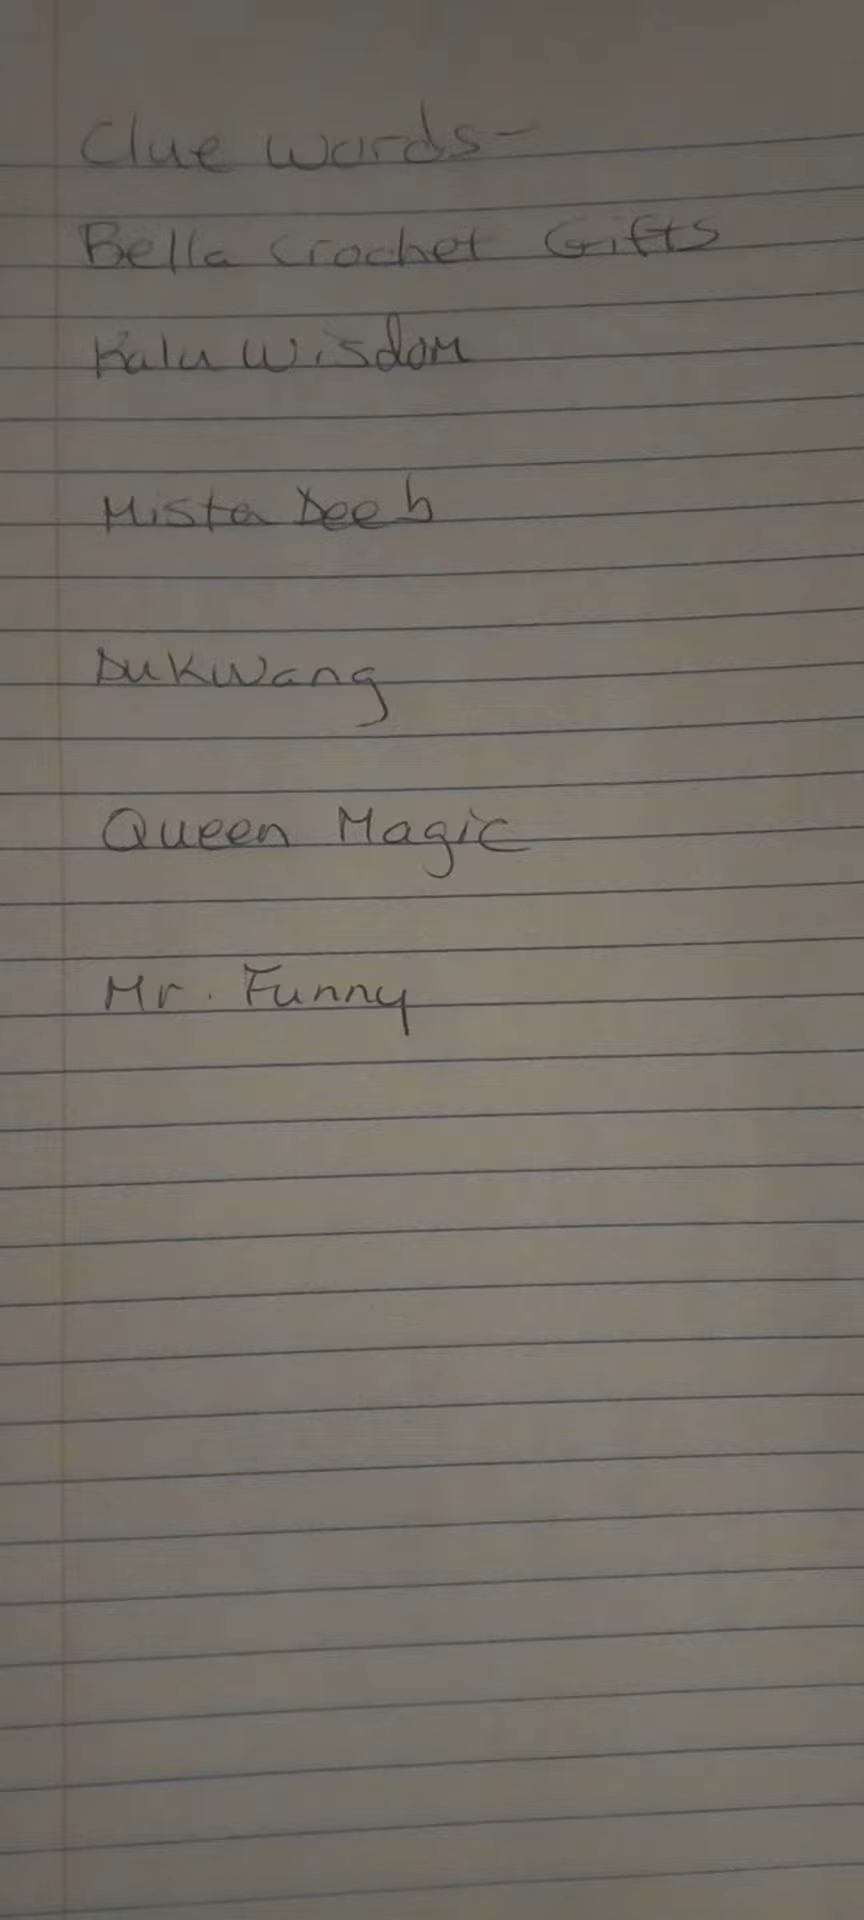 Clue words-
Bella Crochet Gifts
Kalu Wisdom
Mista Dee b
DukWang
Queen Magic
Mr. Funny